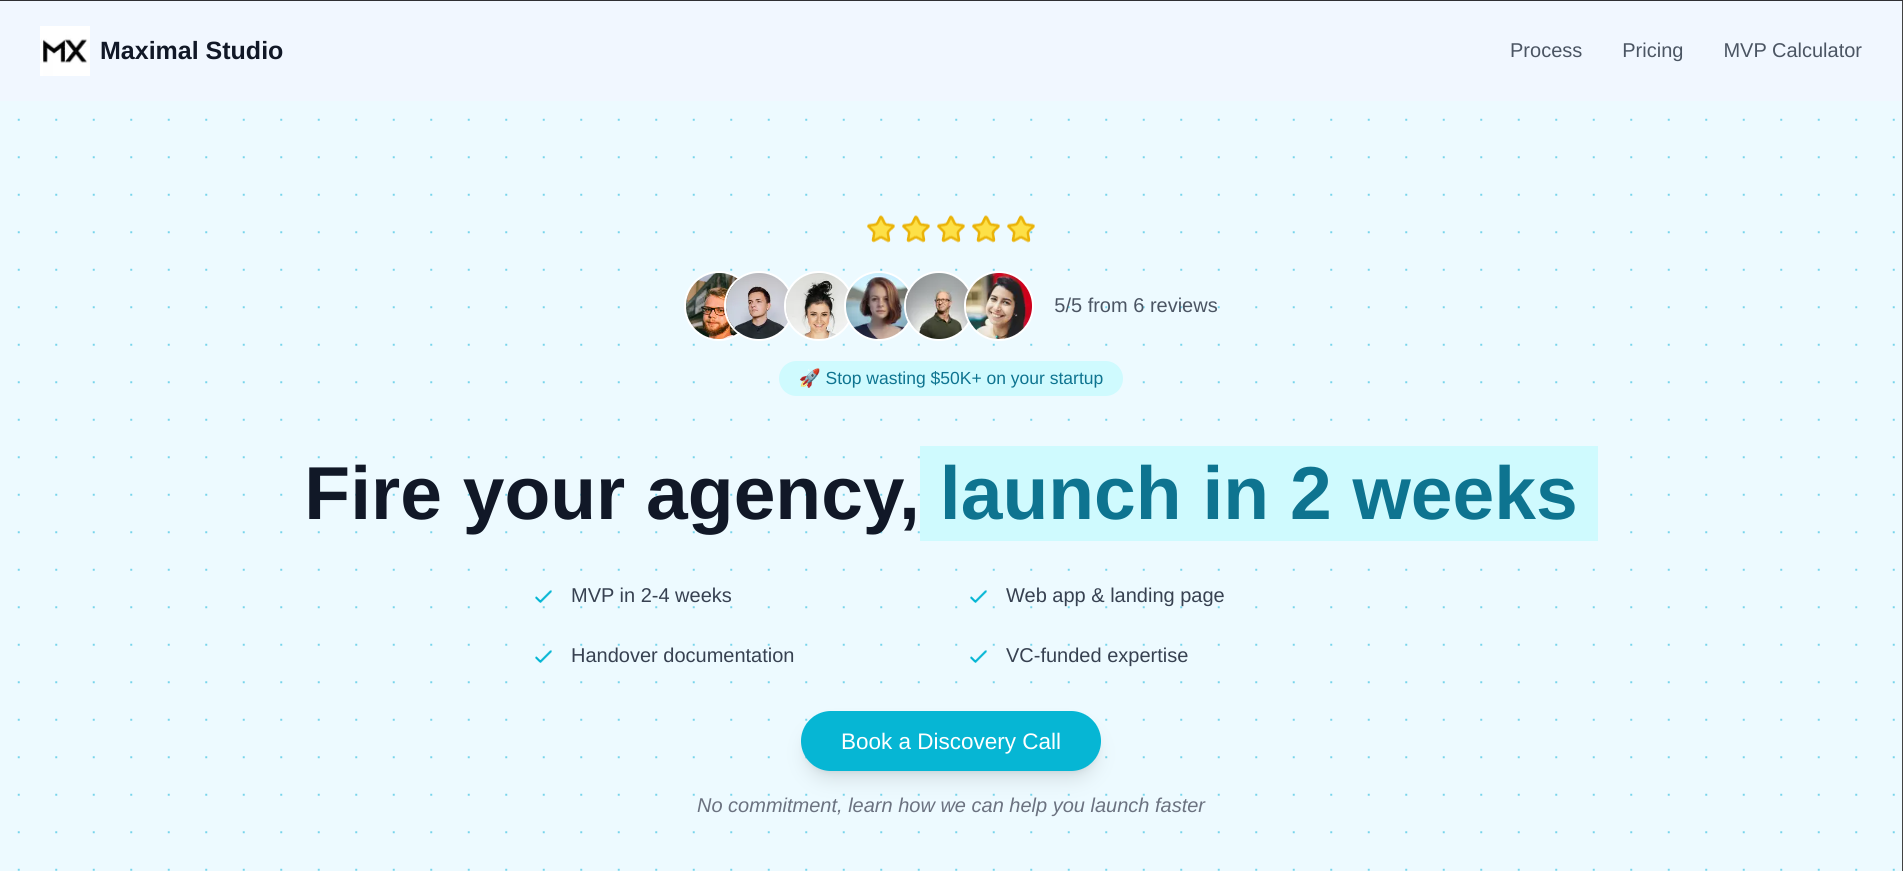 MX Maximal Studio
Process Pricing MVP Calculator
5/5 from 6 reviews
🚀 Stop wasting $50K+ on your startup
Fire your agency, launch in 2 weeks
MVP in 2-4 weeks
Web app & landing page
Handover documentation
VC-funded expertise
Book a Discovery Call
No commitment, learn how we can help you launch faster